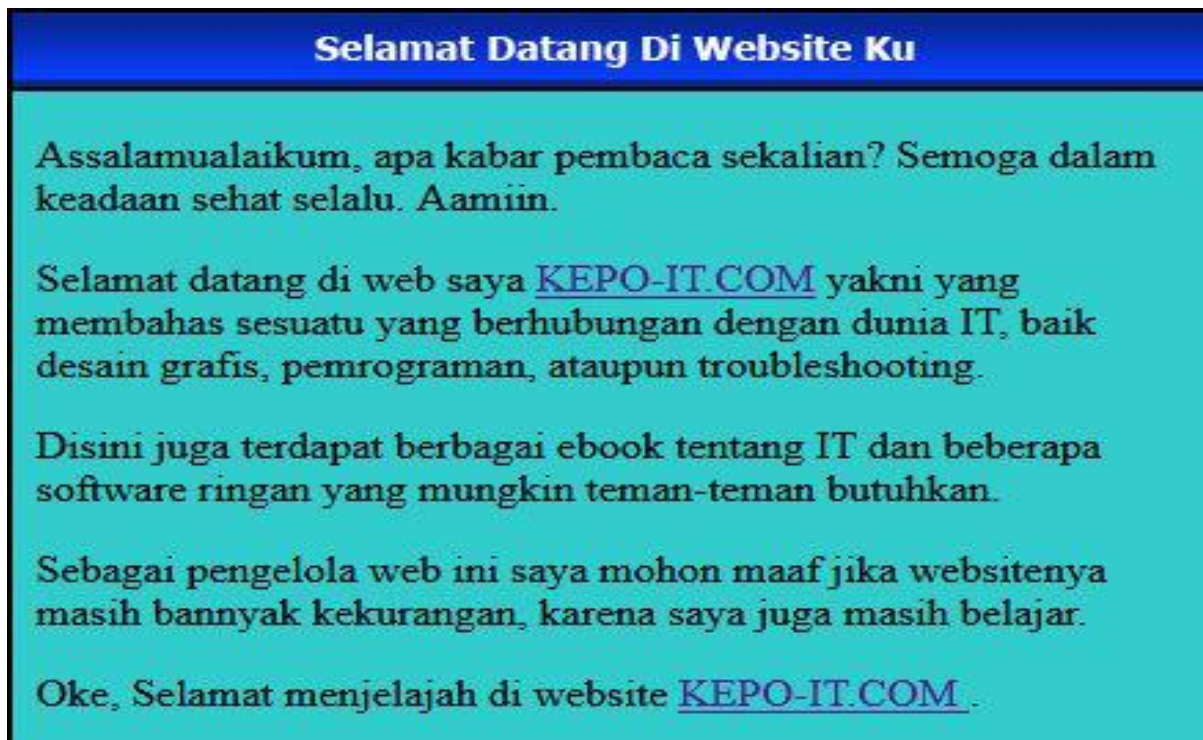 Selamat Datang Di Website Ku
Assalamualaikum, apa kabar pembaca sekalian? Semoga dalam
keadaan sehat selalu. Aamiin.
Selamat datang di web saya KEPO-IT.COM yakni yang
membahas sesuatu yang berhubungan dengan dunia IT, baik
desain grafis, pemrograman, ataupun troubleshooting.
Disini juga terdapat berbagai ebook tentang IT dan beberapa
software ringan yang mungkin teman-teman butuhkan.
Sebagai pengelola web ini saya mohon maaf jika websitenya
masih bannyak kekurangan, karena saya juga masih belajar.
Oke, Selamat menjelajah di website KEPO-IT.COM .